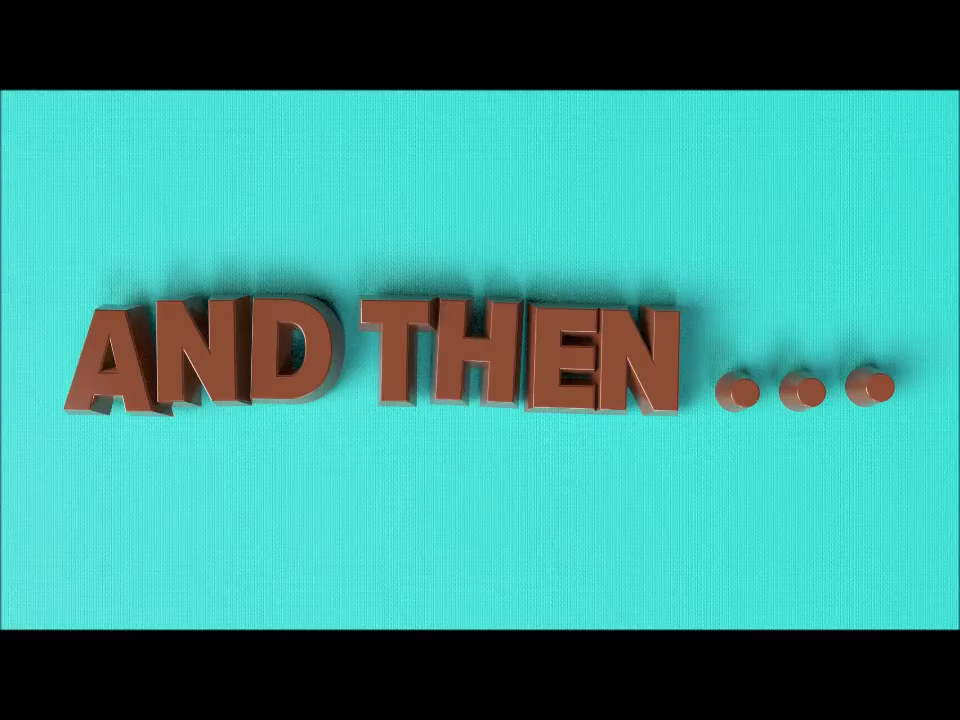 AND THEN . . .